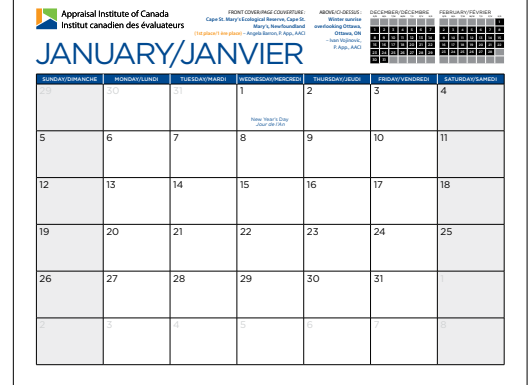 Appraisal Institute of Canada
Institut canadien des évaluateurs
FRONT COVER/PAGE COUVERTURE :
Cape St. Mary's Ecological Reserve, Cape St.
Mary's, Newfoundland
(1st place/1 ère place) – Angela Barron, P. App., AACI
ABOVE/CI-DESSUS :
Winter sunrise
overlooking Ottawa,
Ottawa, ON
– Ivan Vojinovic,
P. App., AACI
DECEMBER/DÉCEMBRE
FEBRUARY/FÉVRIER
JANUARY/JANVIER
SUNDAY/DIMANCHE MONDAY/LUNDI TUESDAY/MARDI WEDNESDAY/MERCREDI THURSDAY/JEUDI FRIDAY/VENDREDI SATURDAY/SAMEDI
29 30 31 1 2 3 4
New Year's Day
Jour de l'An
5 6 7 8 9 10 11
12 13 14 15 16 17 18
19 20 21 22 23 24 25
26 27 28 29 30 31 1
2 3 4 5 6 7 8